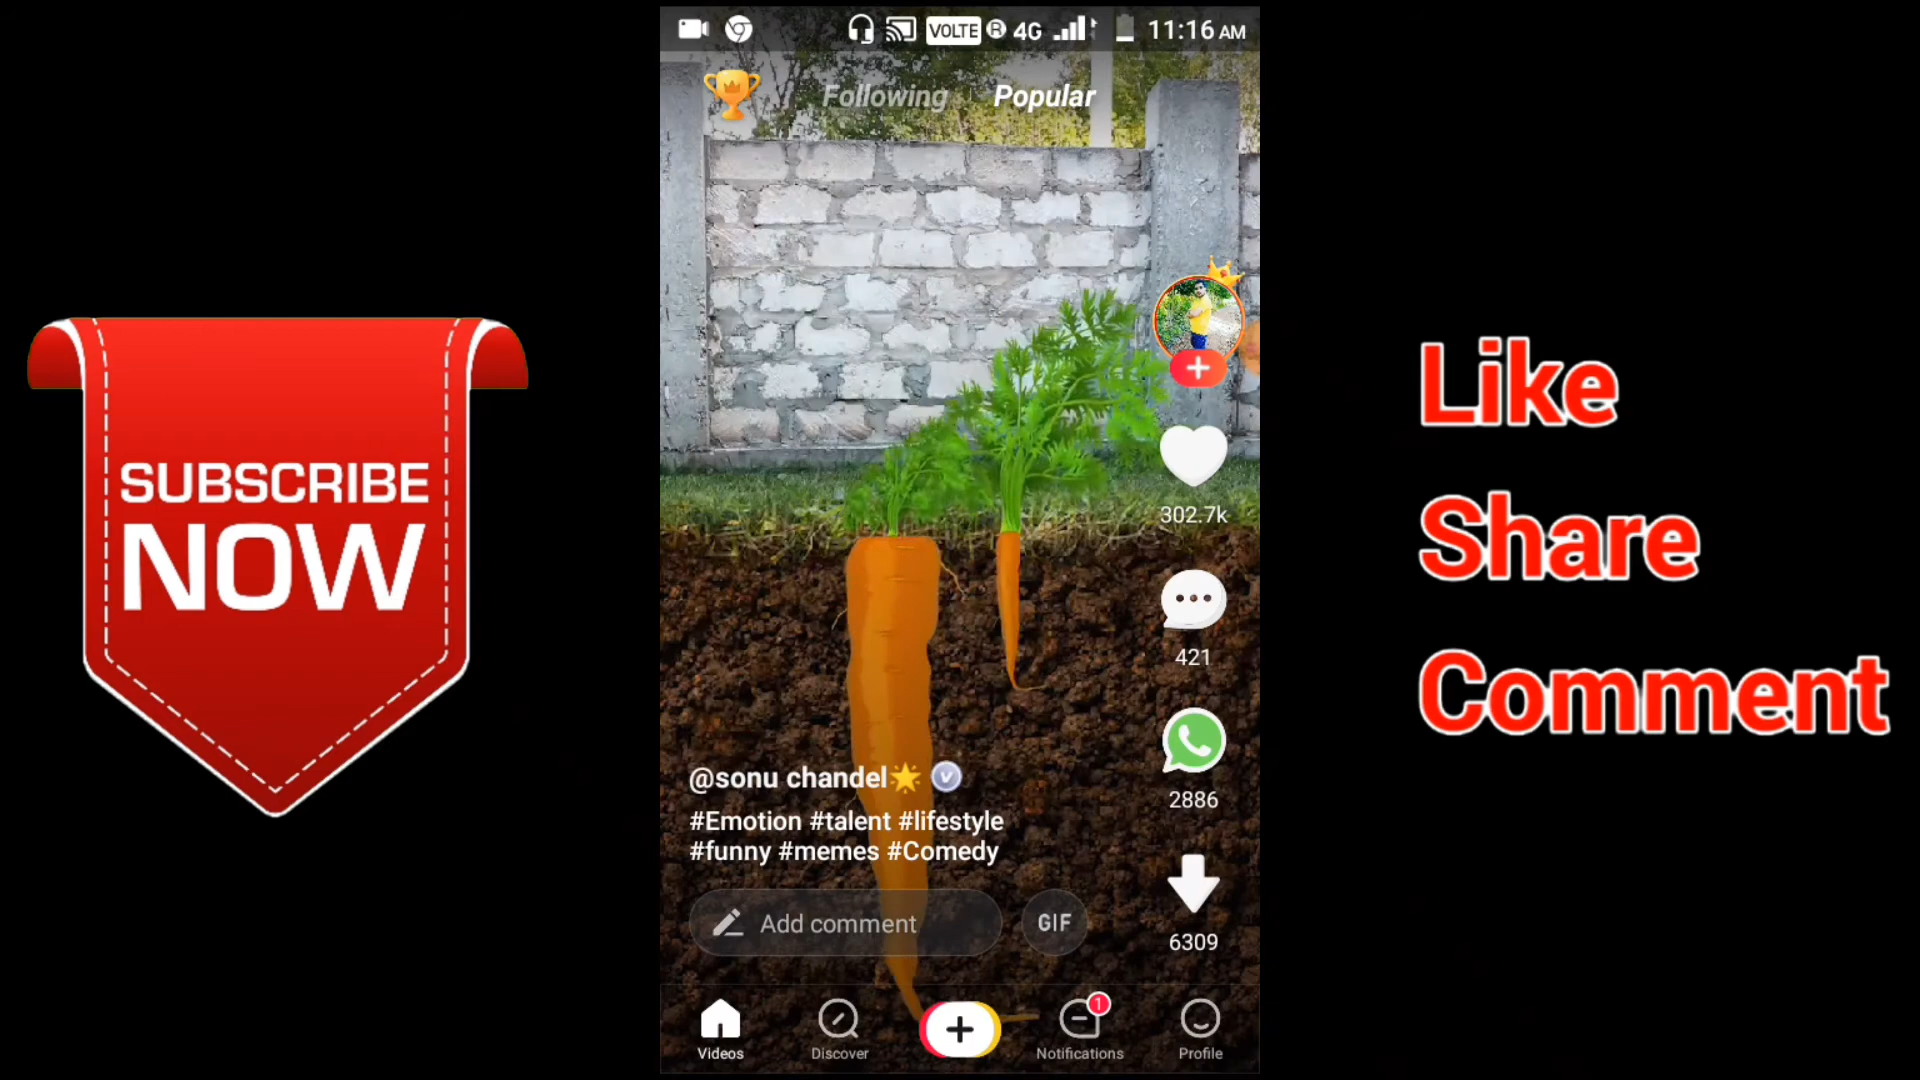 VOLTE R 4G 11:16 AM
Following Popular
302.7k
421
2886
6309
@sonu chandel
#Emotion #talent #lifestyle
#funny #memes #Comedy
Add comment GIF
Videos Discover Notifications 1 Profile
SUBSCRIBE
NOW
Like
Share
Comment